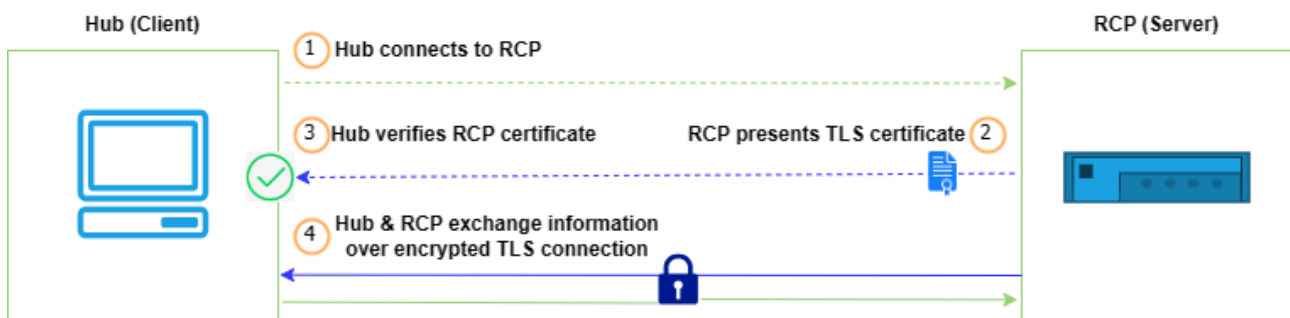 Hub (Client)
RCP (Server)
1 Hub connects to RCP
3 Hub verifies RCP certificate
RCP presents TLS certificate 2
4 Hub & RCP exchange information
over encrypted TLS connection